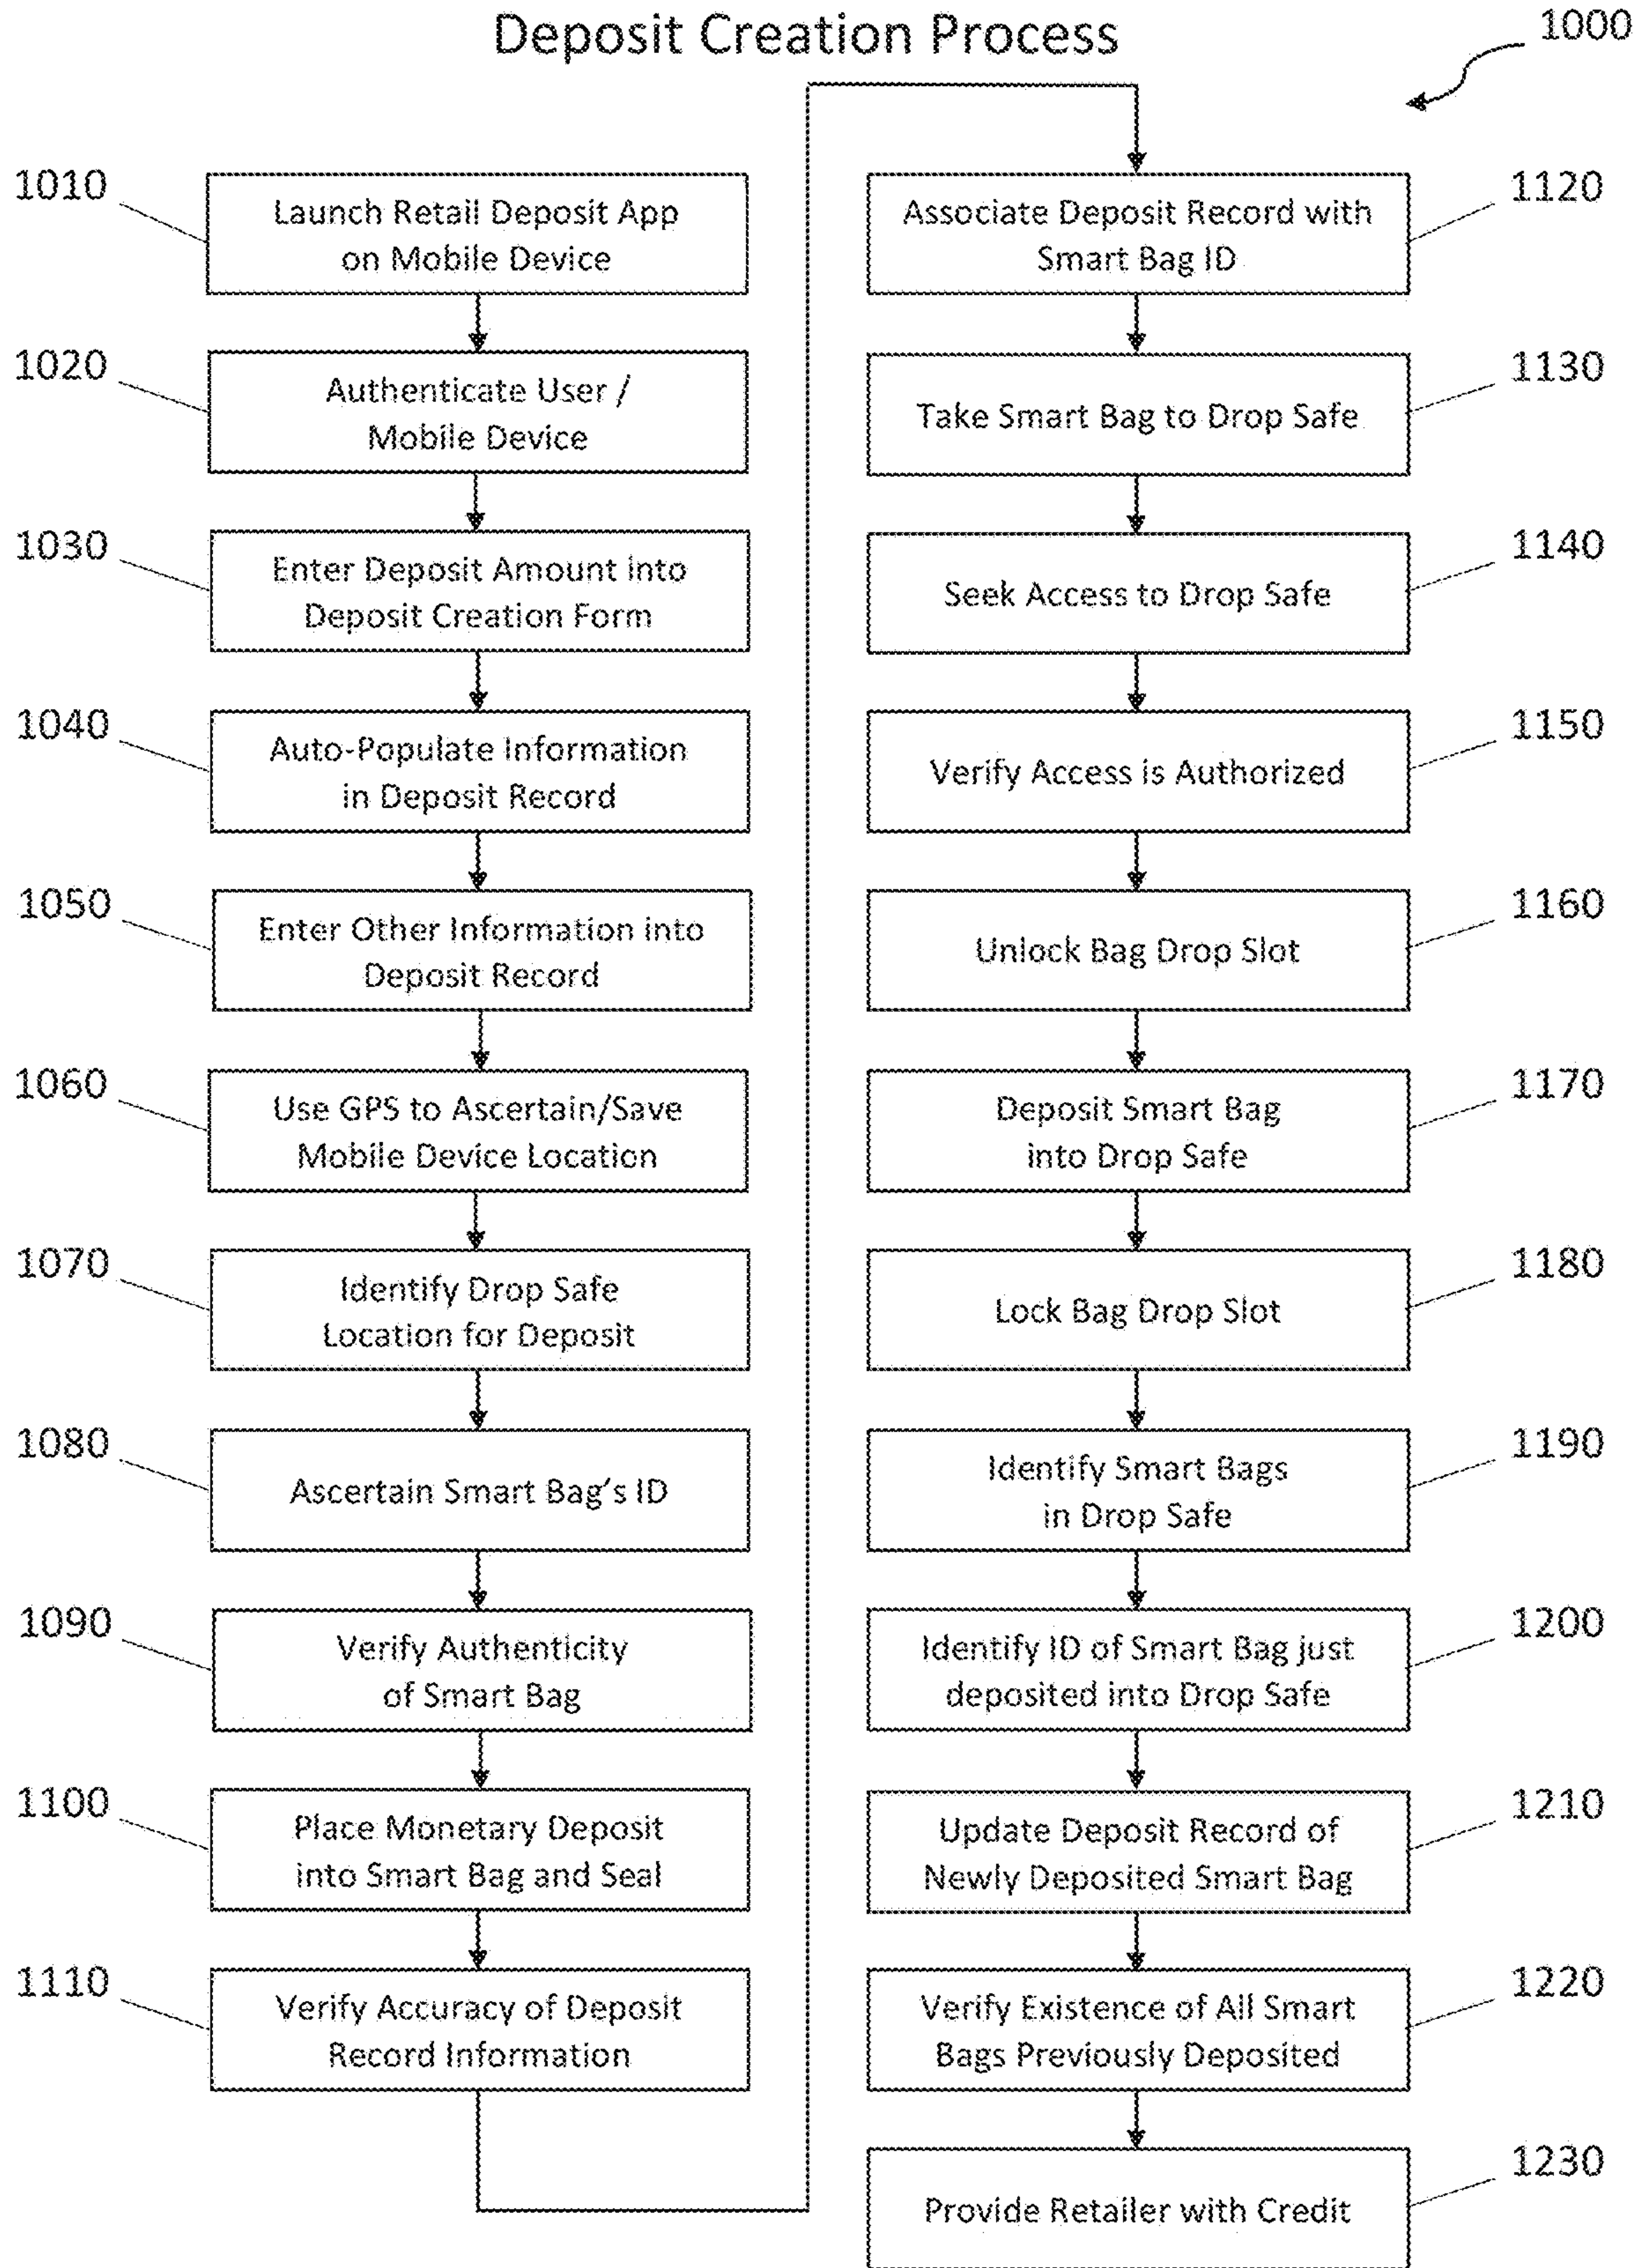 Deposit Creation Process
1000
1010
Launch Retail Deposit App
on Mobile Device
1020
Authenticate User /
Mobile Device
1030
Enter Deposit Amount into
Deposit Creation Form
1040
Auto-Populate Information
in Deposit Record
1050
Enter Other Information into
Deposit Record
1060
Use GPS to Ascertain/Save
Mobile Device Location
1070
Identify Drop Safe
Location for Deposit
1080
Ascertain Smart Bag's ID
1090
Verify Authenticity
of Smart Bag
1100
Place Monetary Deposit
into Smart Bag and Seal
1110
Verify Accuracy of Deposit
Record Information
1120
Associate Deposit Record with
Smart Bag ID
1130
Take Smart Bag to Drop Safe
1140
Seek Access to Drop Safe
1150
Verify Access is Authorized
1160
Unlock Bag Drop Slot
1170
Deposit Smart Bag
into Drop Safe
1180
Lock Bag Drop Slot
1190
Identify Smart Bags
in Drop Safe
1200
Identify ID of Smart Bag just
deposited into Drop Safe
1210
Update Deposit Record of
Newly Deposited Smart Bag
1220
Verify Existence of All Smart
Bags Previously Deposited
1230
Provide Retailer with Credit